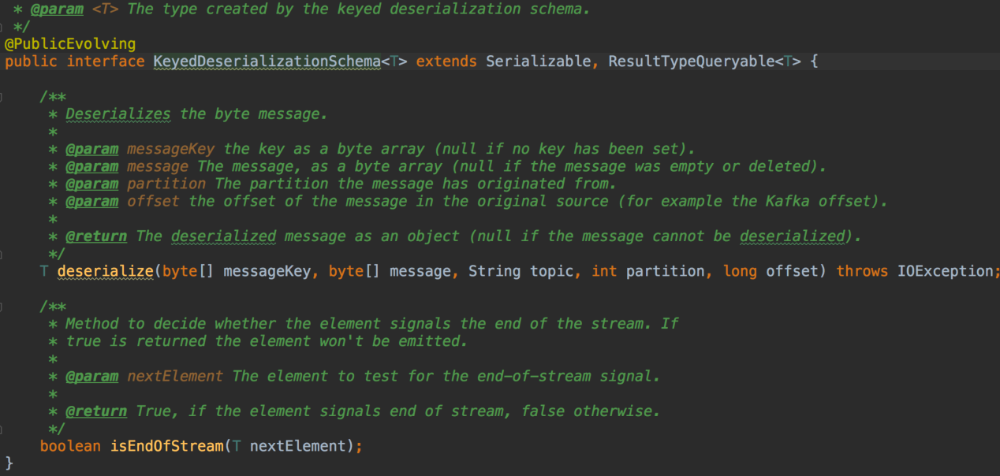 * @param <T> The type created by the keyed deserialization schema.
*/
@PublicEvolving
public interface KeyedDeserializationSchema<T> extends Serializable, ResultTypeQueryable<T> {
/**
* Deserializes the byte message.
*
* @param messageKey the key as a byte array (null if no key has been set).
* @param message The message, as a byte array (null if the message was empty or deleted).
* @param partition The partition the message has originated from.
* @param offset the offset of the message in the original source (for example the Kafka offset).
*
* @return The deserialized message as an object (null if the message cannot be deserialized).
*/
T deserialize(byte[] messageKey, byte[] message, String topic, int partition, long offset) throws IOException;
/**
* Method to decide whether the element signals the end of the stream. If
* true is returned the element won't be emitted.
*
* @param nextElement The element to test for the end-of-stream signal.
*
* @return True, if the element signals end of stream, false otherwise.
*/
boolean isEndOfStream(T nextElement);
}